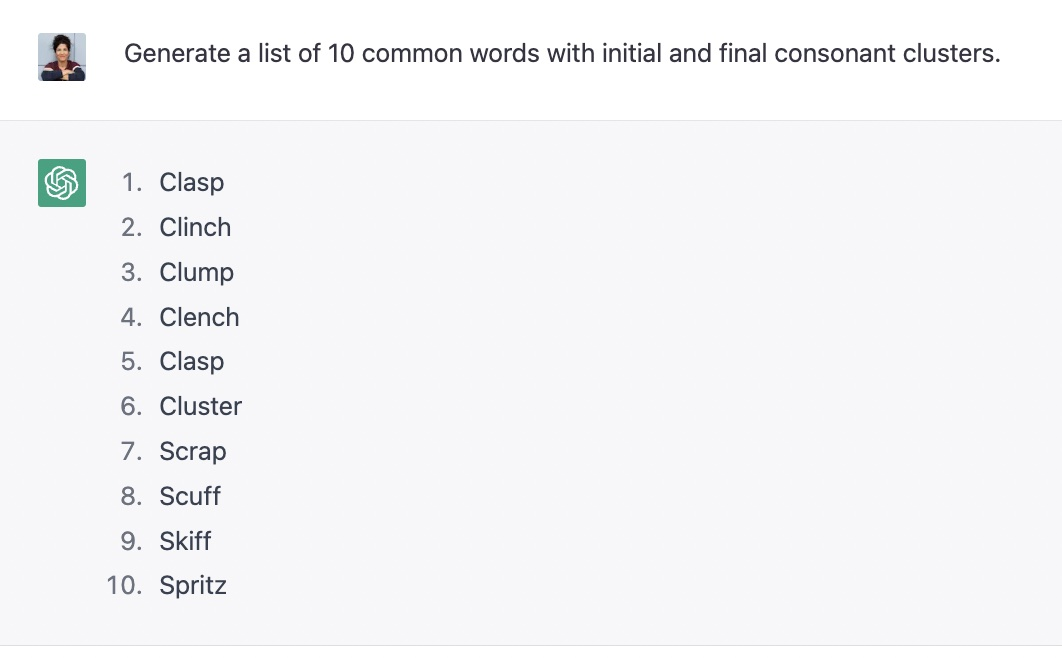 Generate a list of 10 common words with initial and final consonant clusters.
1. Clasp
2. Clinch
3. Clump
4. Clench
5. Clasp
6. Cluster
7. Scrap
8. Scuff
9. Skiff
10. Spritz